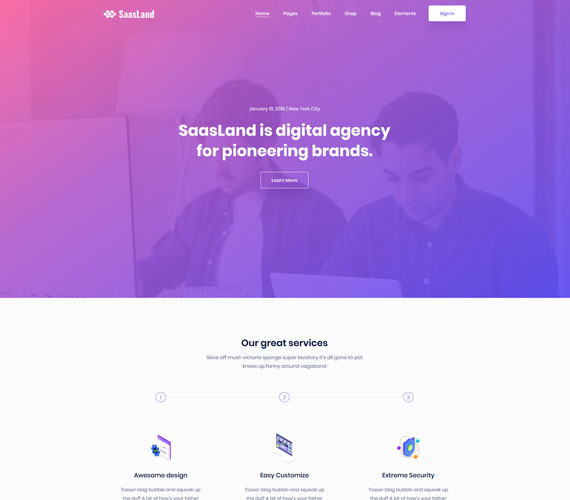 SaasLand
Home Pages Portfolio Shop Blog Elements Sign In
January 10, 2019 / New York City
SaasLand is digital agency
for pioneering brands.
Learn More
Our great services
Skive off mush victoria sponge super lavatory it's all gone to pot
knees up fanny around vagabond
1 2 3
Awesome design Easy Customize Extreme Security
Tosser blag bubble and squeak up Tosser blag bubble and squeak up Tosser blag bubble and squeak up
the duff A bit of how's your father the duff A bit of how's your father the duff A bit of how's your father